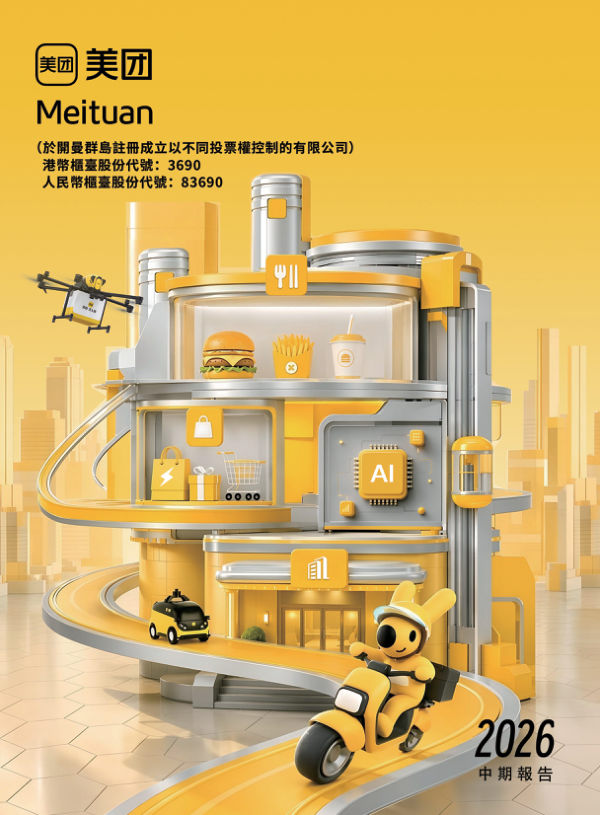 美团 美团
Meituan
(於開曼群島註冊成立以不同投票權控制的有限公司)
港幣櫃臺股份代號：3690
人民幣櫃臺股份代號：83690
AI
2026
中期報告